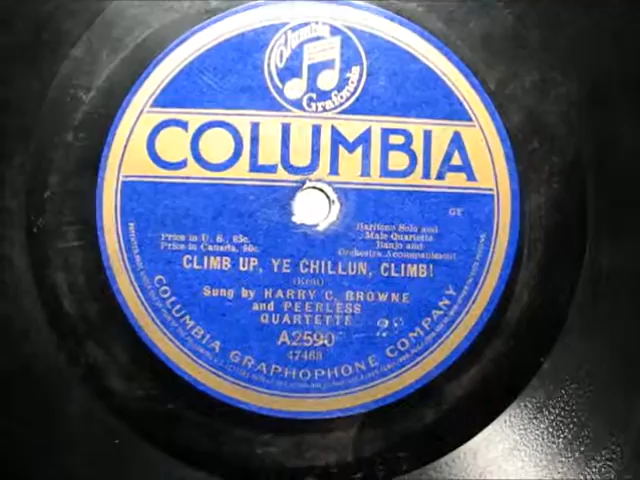 Columbia
Grafonola
COLUMBIA
GE
Price in U. S., 85c.
Price in Canada, 90c.
Baritone Solo and
Male Quartette
Banjo and
Orchestra Accompaniment
CLIMB UP, YE CHILLUN, CLIMB!
Sung by HARRY C. BROWNE
and PEERLESS
QUARTETTE
A2590
47468
COLUMBIA GRAPHOPHONE COMPANY